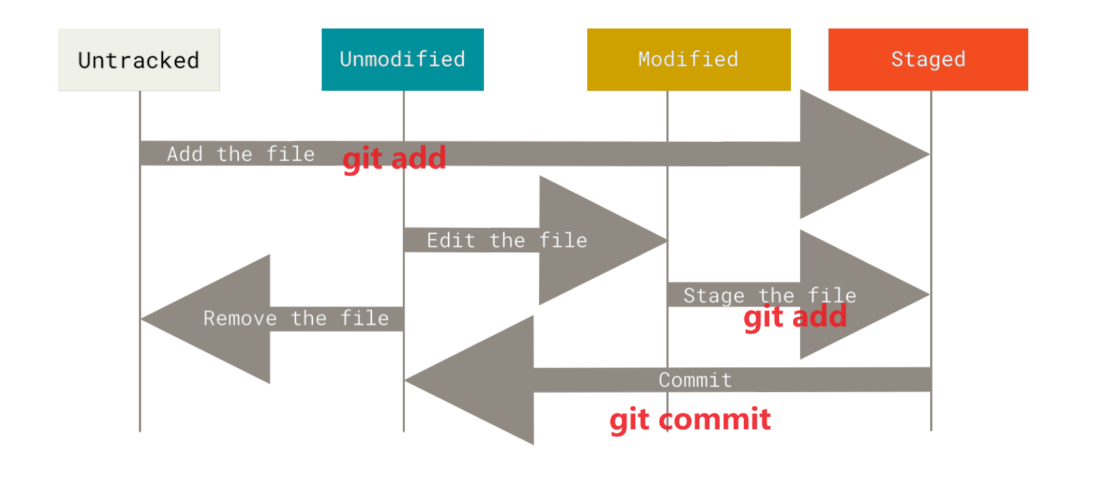 Untracked
Unmodified
Modified
Staged
Add the file
git add
Edit the file
Stage the file
git add
Remove the file
Commit
git commit